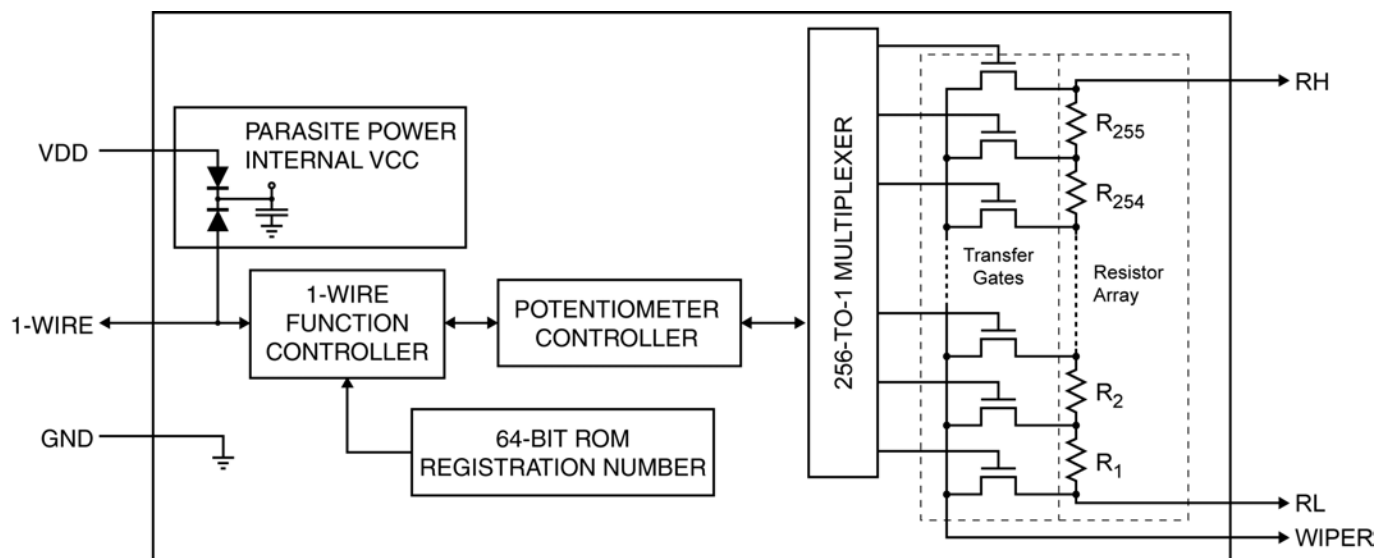 PARASITE POWER
INTERNAL VCC
VDD
1-WIRE
GND
1-WIRE
FUNCTION
CONTROLLER
POTENTIOMETER
CONTROLLER
64-BIT ROM
REGISTRATION NUMBER
256-TO-1 MULTIPLEXER
Transfer
Gates
Resistor
Array
R255
R254
R2
R1
RH
RL
WIPER